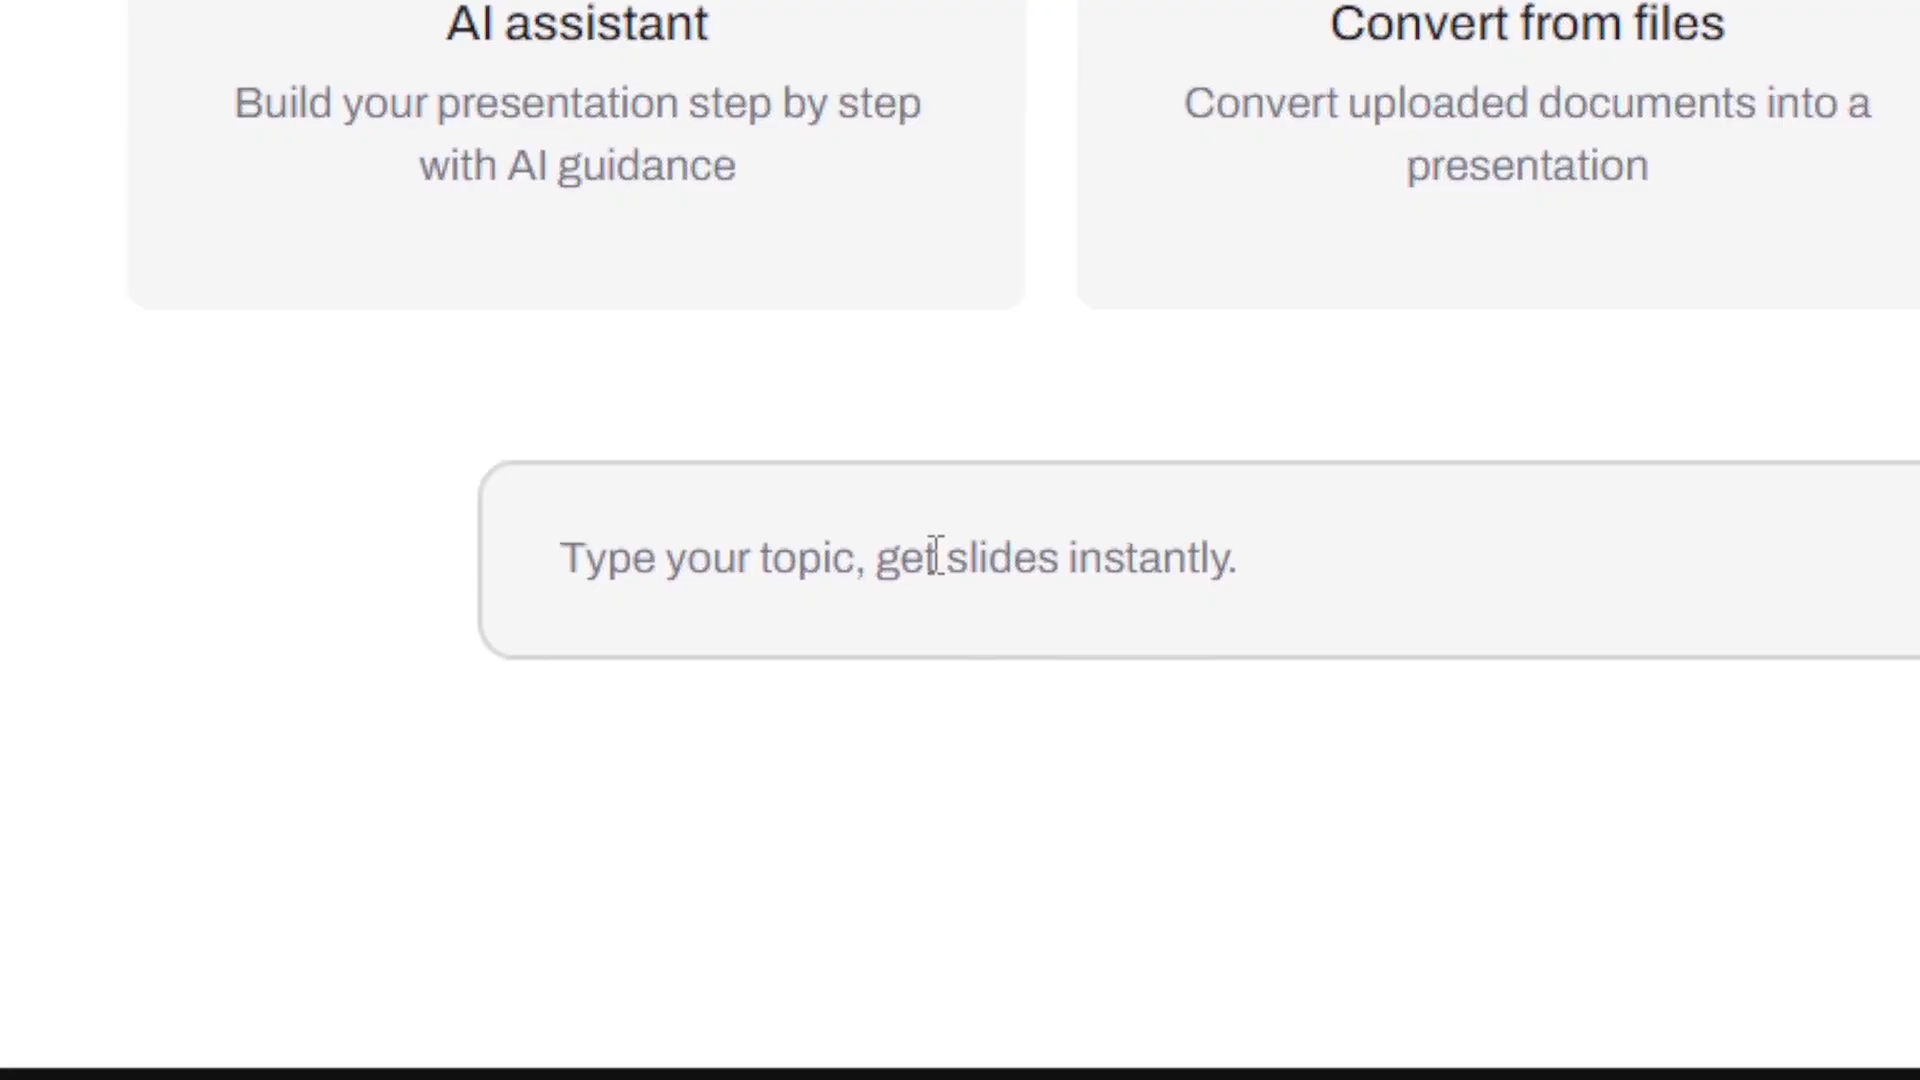 AI assistant
Build your presentation step by step
with AI guidance
Convert from files
Convert uploaded documents into a
presentation
Type your topic, get slides instantly.